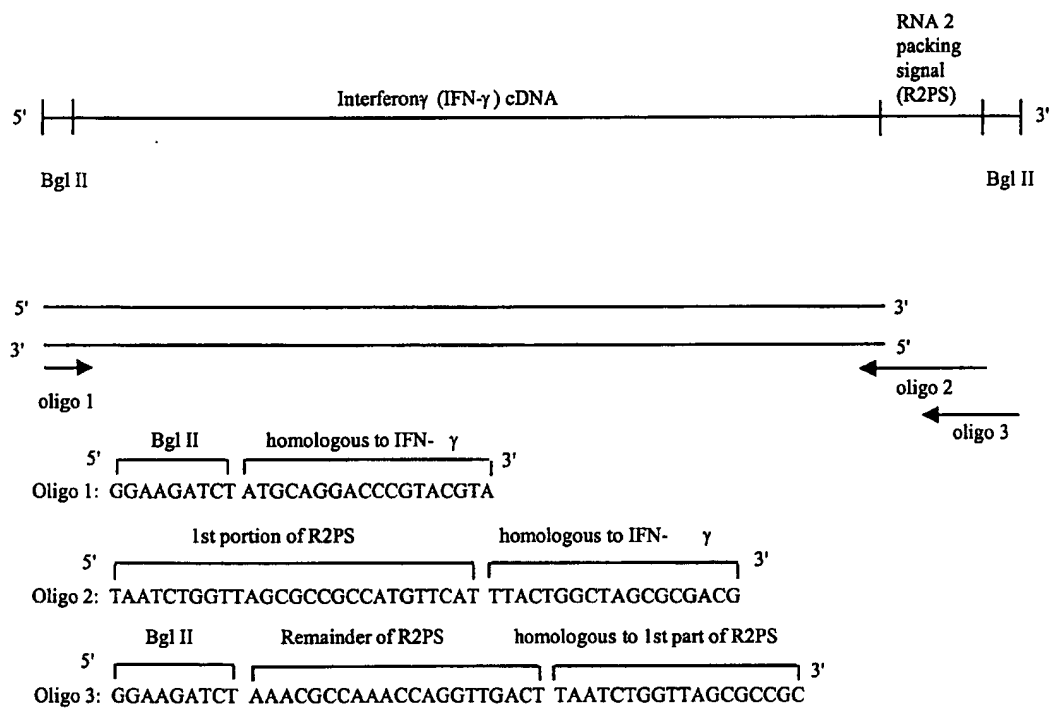 RNA 2
packing
signal
(R2PS)
Interferonγ (IFN-γ) cDNA
5'
3'
Bgl II
Bgl II
5'
3'
3'
5'
oligo 1
oligo 2
oligo 3
Bgl II
homologous to IFN- γ
5'
3'
Oligo 1: GGAAGATCT ATGCAGGACCCGTACGTA
1st portion of R2PS
homologous to IFN- γ
5'
3'
Oligo 2: TAATCTGGTTAGCGCCGCCATGTTCAT TTACTGGCTAGCGCGACG
Bgl II
Remainder of R2PS
homologous to 1st part of R2PS
5'
3'
Oligo 3: GGAAGATCT AAACGCCAAACCAGGTTGACT TAATCTGGTTAGCGCCGC